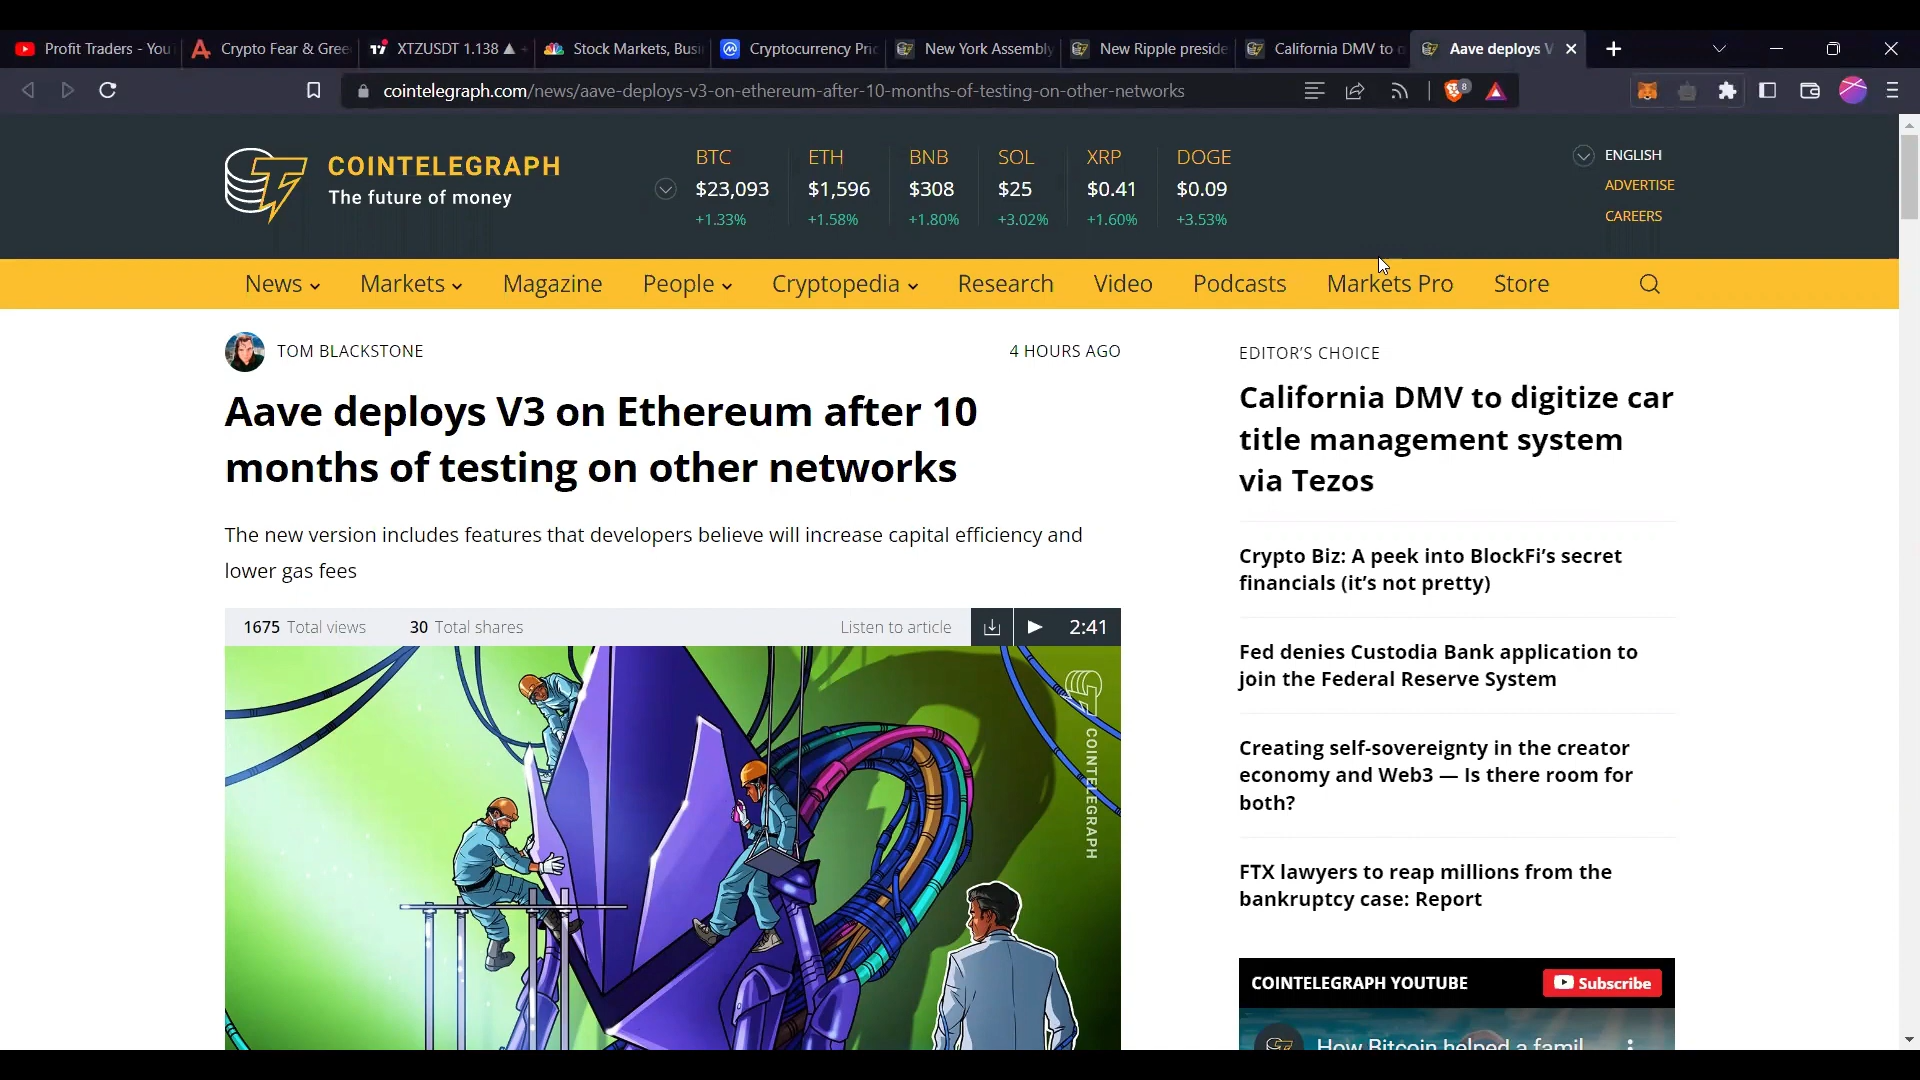 Profit Traders - You
Crypto Fear & Gree
XTZUSDT 1.138 ▲
Stock Markets, Busi
Cryptocurrency Pric
New York Assembly
New Ripple preside
California DMV to d
Aave deploys V
cointelegraph.com/news/aave-deploys-v3-on-ethereum-after-10-months-of-testing-on-other-networks
8
COINTELEGRAPH
The future of money
BTC ETH BNB SOL XRP DOGE
$23,093 $1,596 $308 $25 $0.41 $0.09
+1.33% +1.58% +1.80% +3.02% +1.60% +3.53%
ENGLISH
ADVERTISE
CAREERS
News Markets Magazine People Cryptopedia Research Video Podcasts Markets Pro Store
TOM BLACKSTONE
4 HOURS AGO
Aave deploys V3 on Ethereum after 10
months of testing on other networks
The new version includes features that developers believe will increase capital efficiency and
lower gas fees
1675 Total views 30 Total shares Listen to article 2:41
COINTELEGRAPH
EDITOR'S CHOICE
California DMV to digitize car
title management system
via Tezos
Crypto Biz: A peek into BlockFi's secret
financials (it's not pretty)
Fed denies Custodia Bank application to
join the Federal Reserve System
Creating self-sovereignty in the creator
economy and Web3 — Is there room for
both?
FTX lawyers to reap millions from the
bankruptcy case: Report
COINTELEGRAPH YOUTUBE
Subscribe
How Bitcoin helped a famil